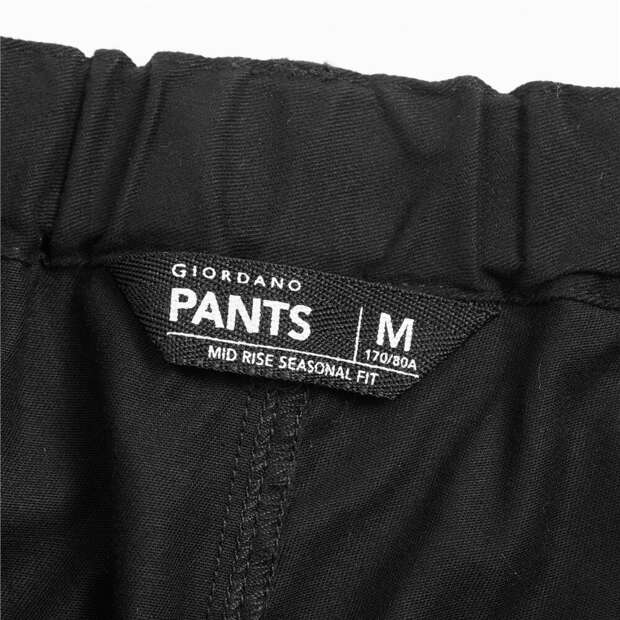 GIORDANO
PANTS
M
170/80A
MID RISE SEASONAL FIT